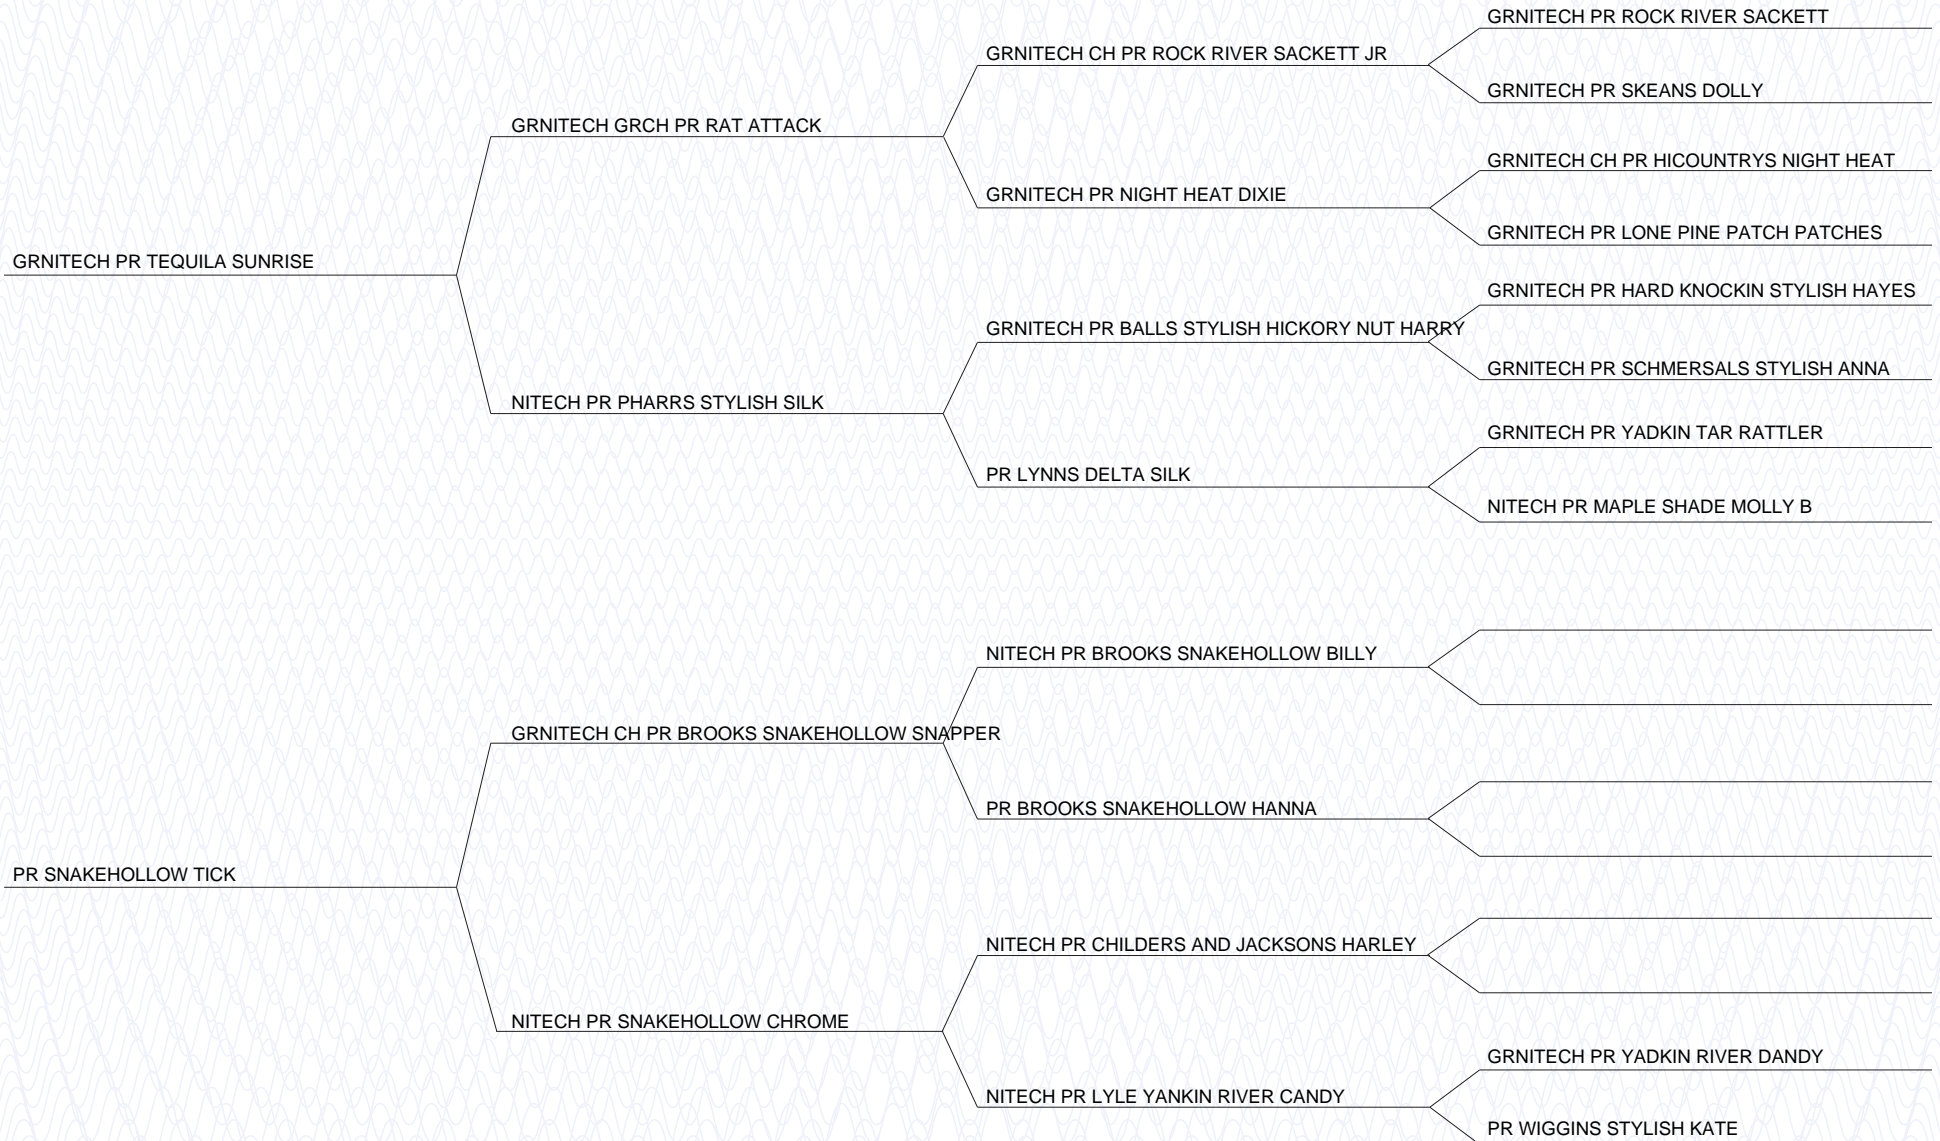 GRNITECH PR ROCK RIVER SACKETT
GRNITECH CH PR ROCK RIVER SACKETT JR
GRNITECH PR SKEANS DOLLY
GRNITECH GRCH PR RAT ATTACK
GRNITECH CH PR HICOUNTRYS NIGHT HEAT
GRNITECH PR NIGHT HEAT DIXIE
GRNITECH PR LONE PINE PATCH PATCHES
GRNITECH PR TEQUILA SUNRISE
GRNITECH PR HARD KNOCKIN STYLISH HAYES
GRNITECH PR BALLS STYLISH HICKORY NUT HARRY
GRNITECH PR SCHMERSALS STYLISH ANNA
NITECH PR PHARRS STYLISH SILK
GRNITECH PR YADKIN TAR RATTLER
PR LYNNS DELTA SILK
NITECH PR MAPLE SHADE MOLLY B
NITECH PR BROOKS SNAKEHOLLOW BILLY
GRNITECH CH PR BROOKS SNAKEHOLLOW SNAPPER
PR BROOKS SNAKEHOLLOW HANNA
PR SNAKEHOLLOW TICK
NITECH PR CHILDERS AND JACKSONS HARLEY
NITECH PR SNAKEHOLLOW CHROME
GRNITECH PR YADKIN RIVER DANDY
NITECH PR LYLE YANKIN RIVER CANDY
PR WIGGINS STYLISH KATE